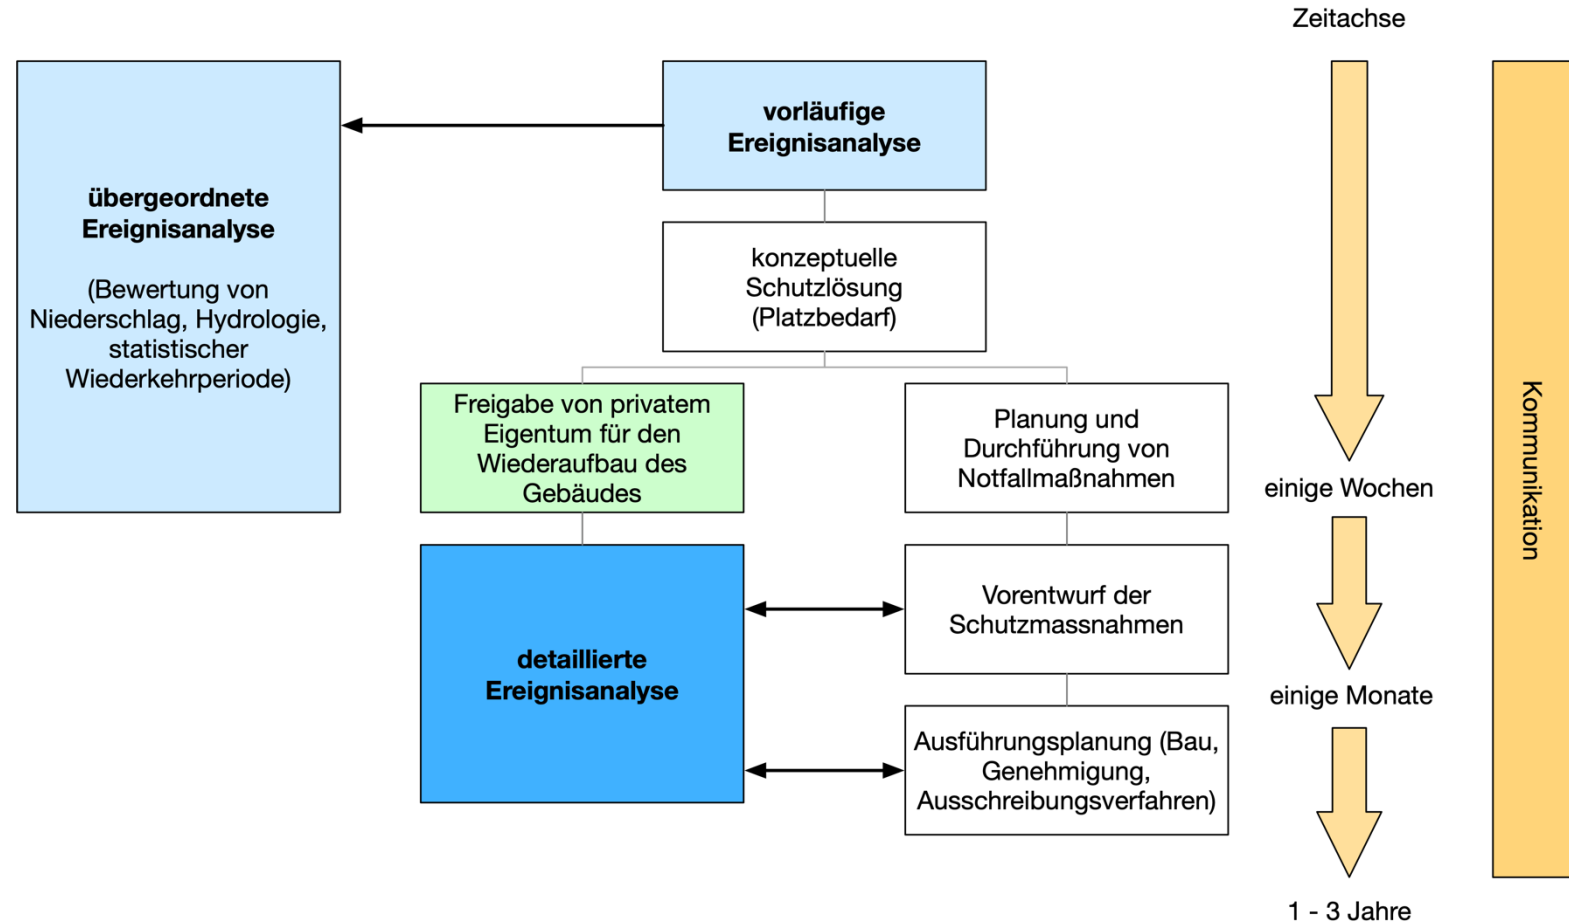 Zeitachse
vorläufige
Ereignisanalyse
übergeordnete
Ereignisanalyse
(Bewertung von
Niederschlag, Hydrologie,
statistischer
Wiederkehrperiode)
konzeptuelle
Schutzlösung
(Platzbedarf)
Freigabe von privatem
Eigentum für den
Wiederaufbau des
Gebäudes
Planung und
Durchführung von
Notfallmaßnahmen
einige Wochen
Kommunikation
detaillierte
Ereignisanalyse
Vorentwurf der
Schutzmassnahmen
einige Monate
Ausführungsplanung (Bau,
Genehmigung,
Ausschreibungsverfahren)
1 - 3 Jahre